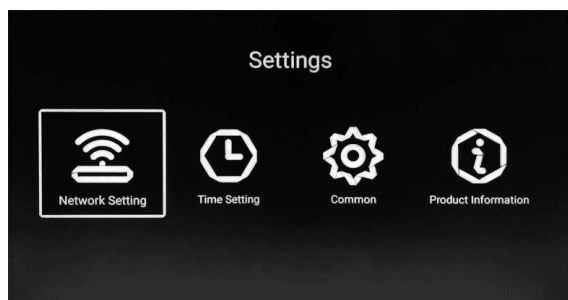 Settings
Network Setting
Time Setting
Common
Product Information